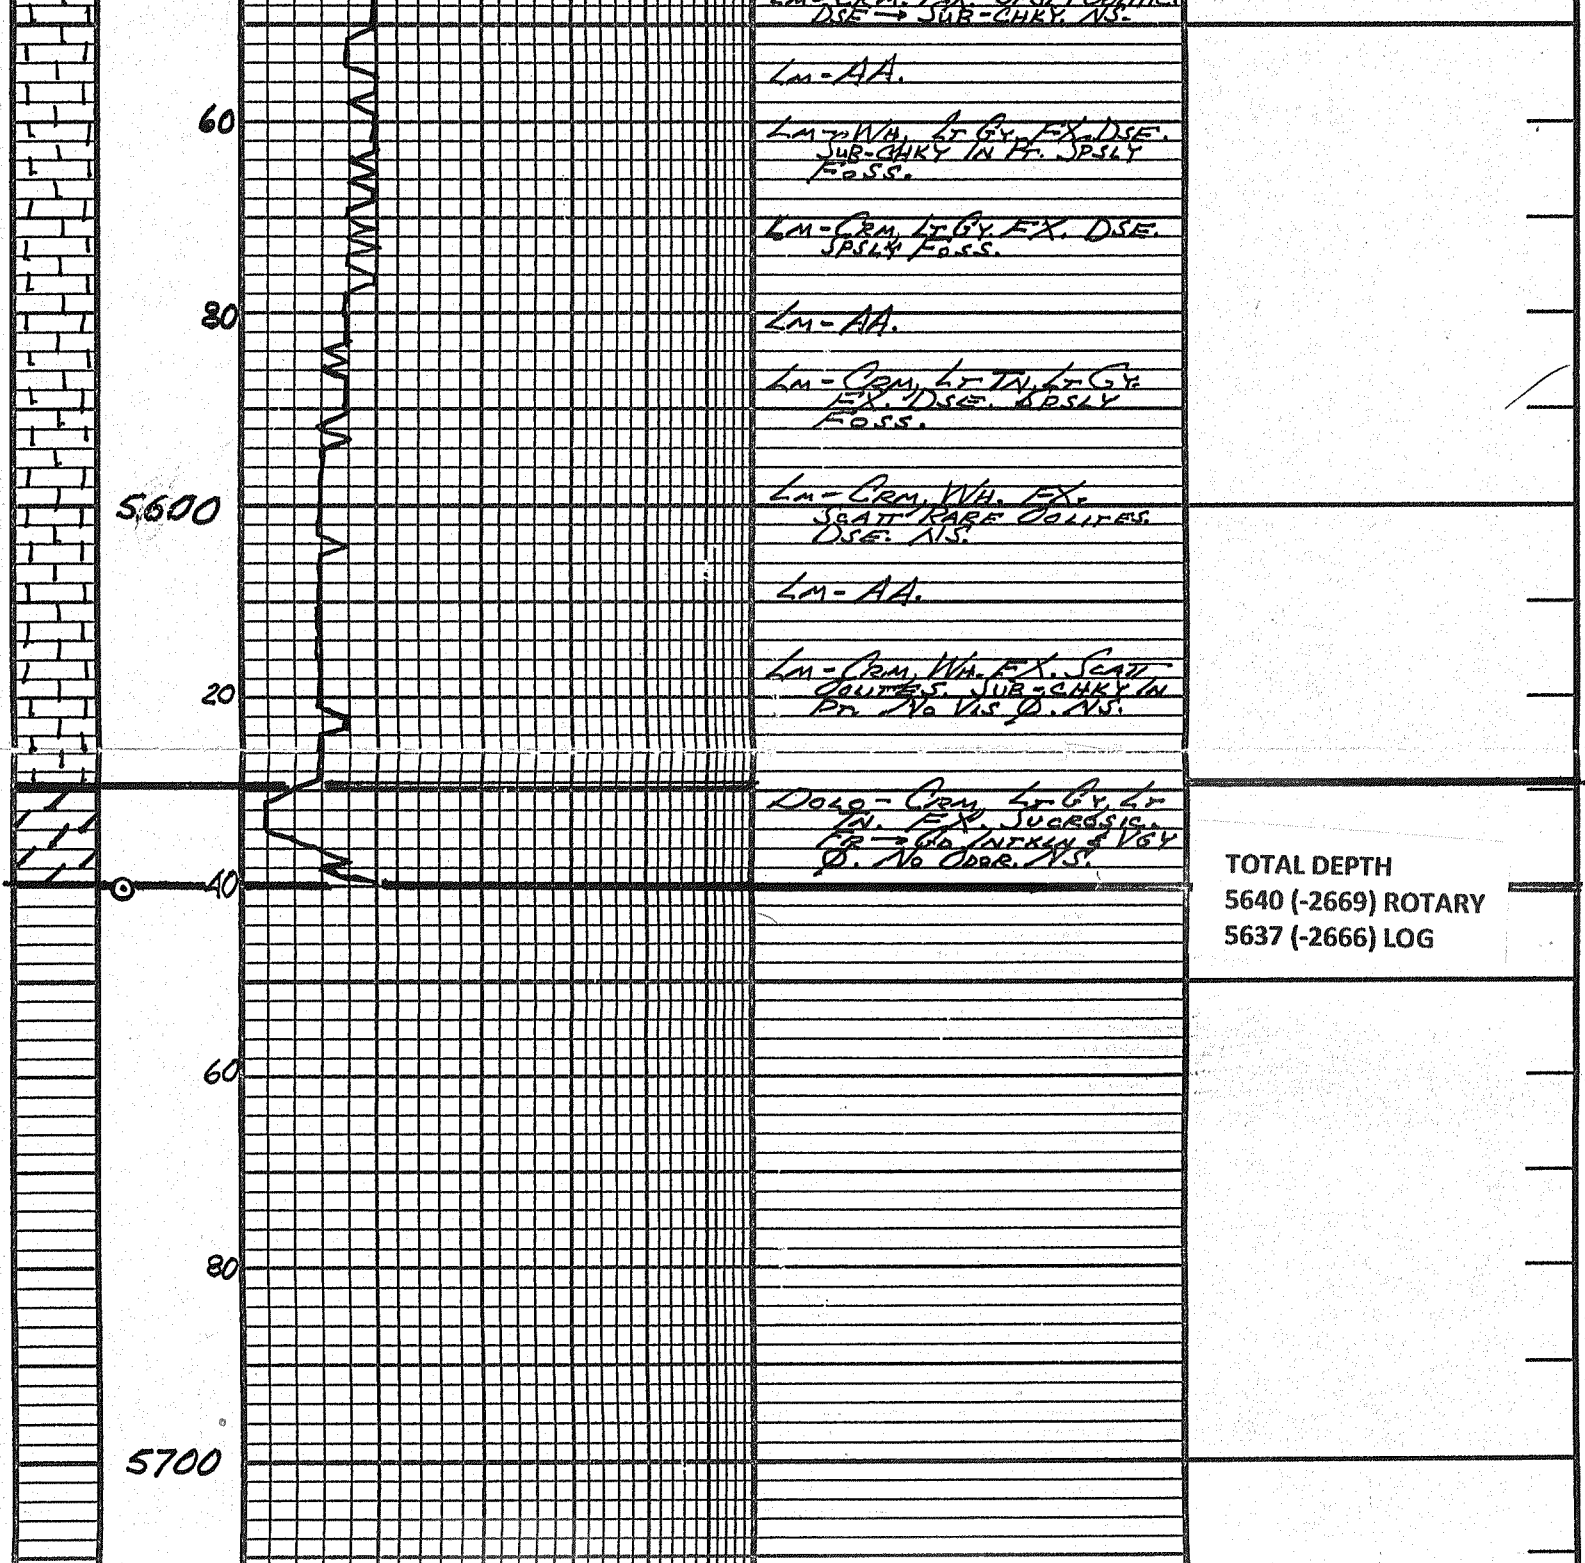 DSE → SUB-CHKY. NS.
LM-AA.
60
LM-WH, LT GY. FX. DSE.
SUB-CHKY IN PT. SPSLY
FOSS.
LM-CRM, LT GY. FX. DSE.
SPSLY FOSS.
80
LM-AA.
LM-CRM, LT TN, LT GY.
FX. DSE. SPSLY
FOSS.
5600
LM-CRM, WH. FX.
SCATT RARE OOLITES.
DSE. NS.
LM-AA.
20
LM-CRM, WH. FX. SCATT
OOLITES. SUB-CHKY IN
PT. NO VIS Ø. NS.
DOLO-CRM, LT GY, LT
TN. FX. SUCROSIC.
FR → GD INTXLN & VGY
Ø. NO ODOR. NS.
40
TOTAL DEPTH
5640 (-2669) ROTARY
5637 (-2666) LOG
60
80
5700